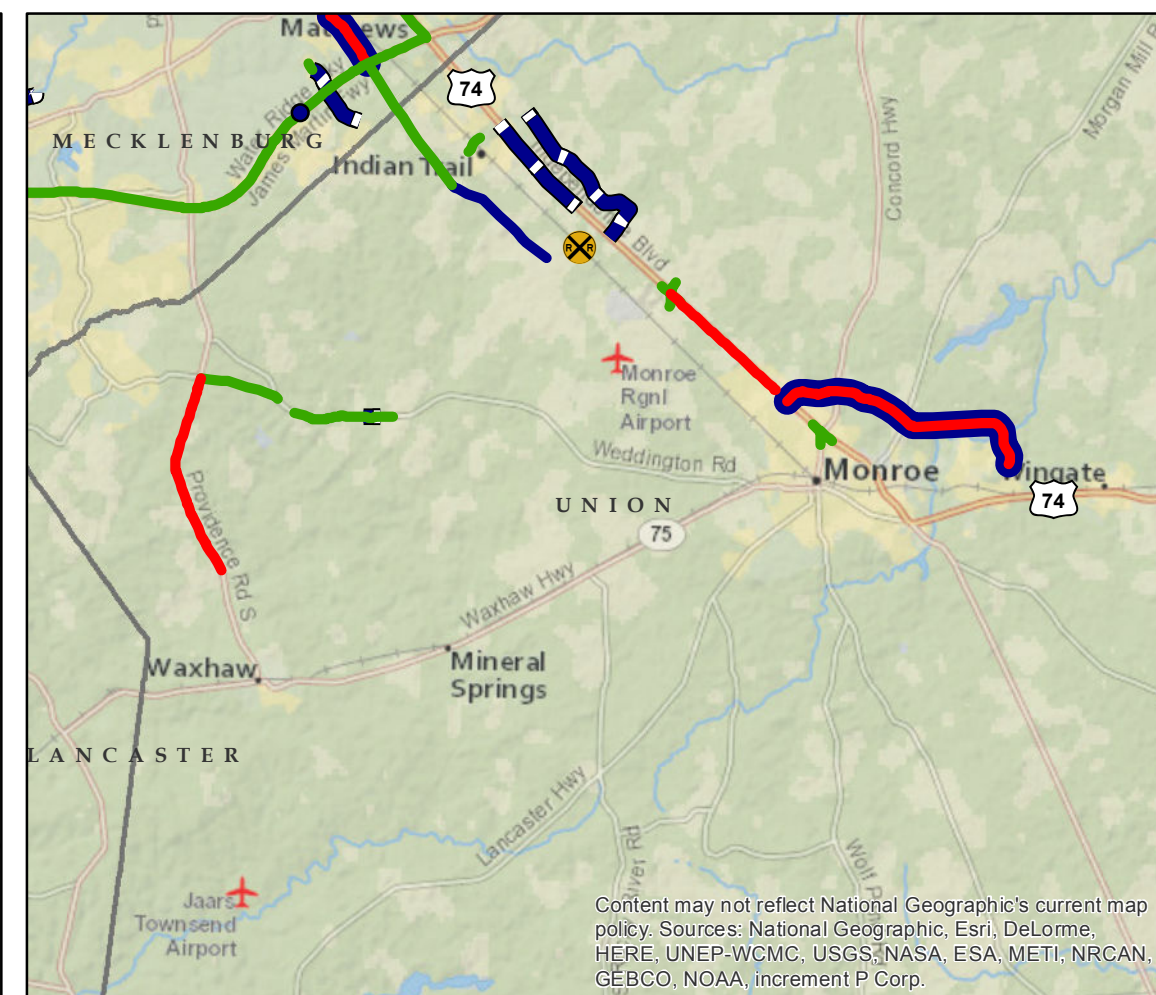 Matthews
74
MECKLENBURG
Indian Trail
Concord Hwy
Blvd
Monroe
Rgnl
Airport
Weddington Rd
Monroe
Wingate
74
UNION
75
Providence Rd S
Waxhaw Hwy
Waxhaw
Mineral
Springs
LANCASTER
Lancaster Hwy
River Rd
Jaars
Townsend
Airport
R R
Content may not reflect National Geographic's current map
policy. Sources: National Geographic, Esri, DeLorme,
HERE, UNEP-WCMC, USGS, NASA, ESA, METI, NRCAN,
GEBCO, NOAA, increment P Corp.